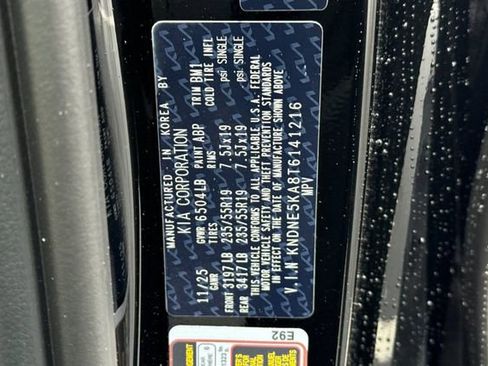 MANUFACTURED IN KOREA BY
KIA CORPORATION
11/25 GVWR 6504LB PAINT ABP TRIM BM1
GAWR TIRES RIMS COLD TIRE INFL
FRONT 3197LB 235/55R19 7.5Jx19 psi SINGLE
REAR 3417LB 235/55R19 7.5Jx19 psi SINGLE
THIS VEHICLE CONFORMS TO ALL APPLICABLE U.S.A. FEDERAL
MOTOR VEHICLE SAFETY AND THEFT PREVENTION STANDARDS
IN EFFECT ON THE DATE OF MANUFACTURE SHOWN ABOVE
V.I.N KNDNE5KA8T6141216
MPV
E92